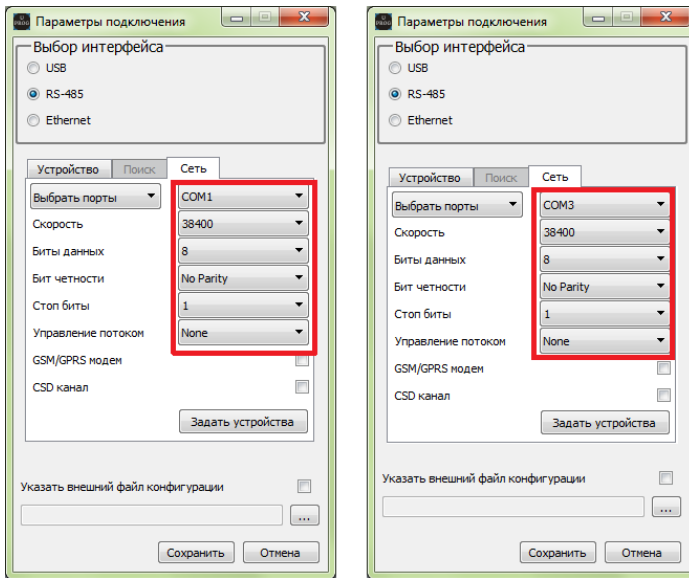 U PROG Параметры подключения
Выбор интерфейса
USB
RS-485
Ethernet
Устройство Поиск Сеть
Выбрать порты COM1
Скорость 38400
Биты данных 8
Бит четности No Parity
Стоп биты 1
Управление потоком None
GSM/GPRS модем
CSD канал
Задать устройства
Указать внешний файл конфигурации
...
Сохранить Отмена
U PROG Параметры подключения
Выбор интерфейса
USB
RS-485
Ethernet
Устройство Поиск Сеть
Выбрать порты COM3
Скорость 38400
Биты данных 8
Бит четности No Parity
Стоп биты 1
Управление потоком None
GSM/GPRS модем
CSD канал
Задать устройства
Указать внешний файл конфигурации
...
Сохранить Отмена